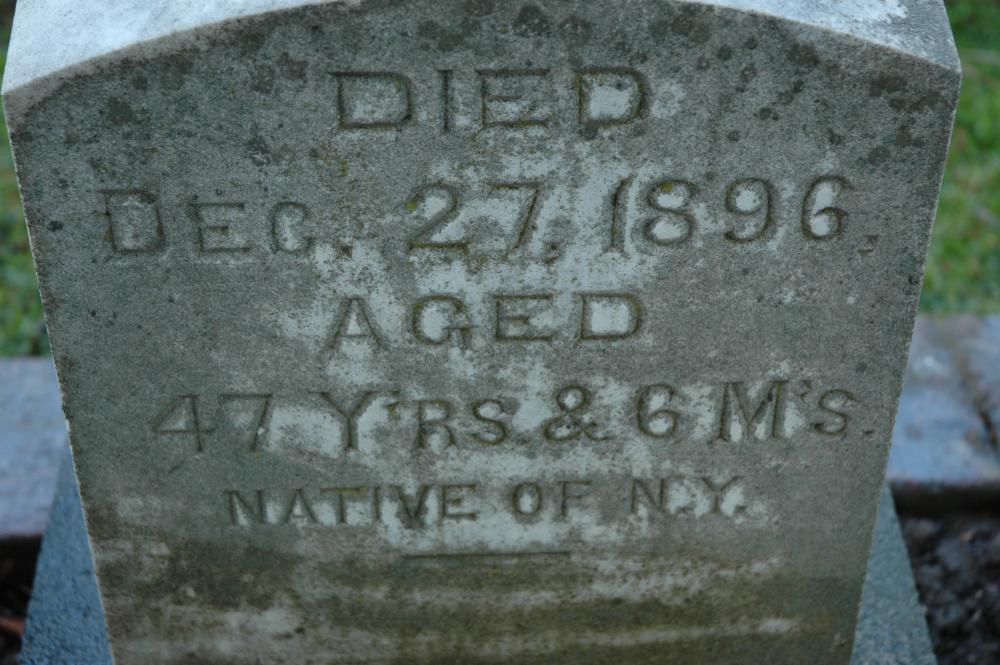 DIED
DEC. 27, 1896,
AGED
47 Y'RS & 6 M'S.
NATIVE OF N.Y.